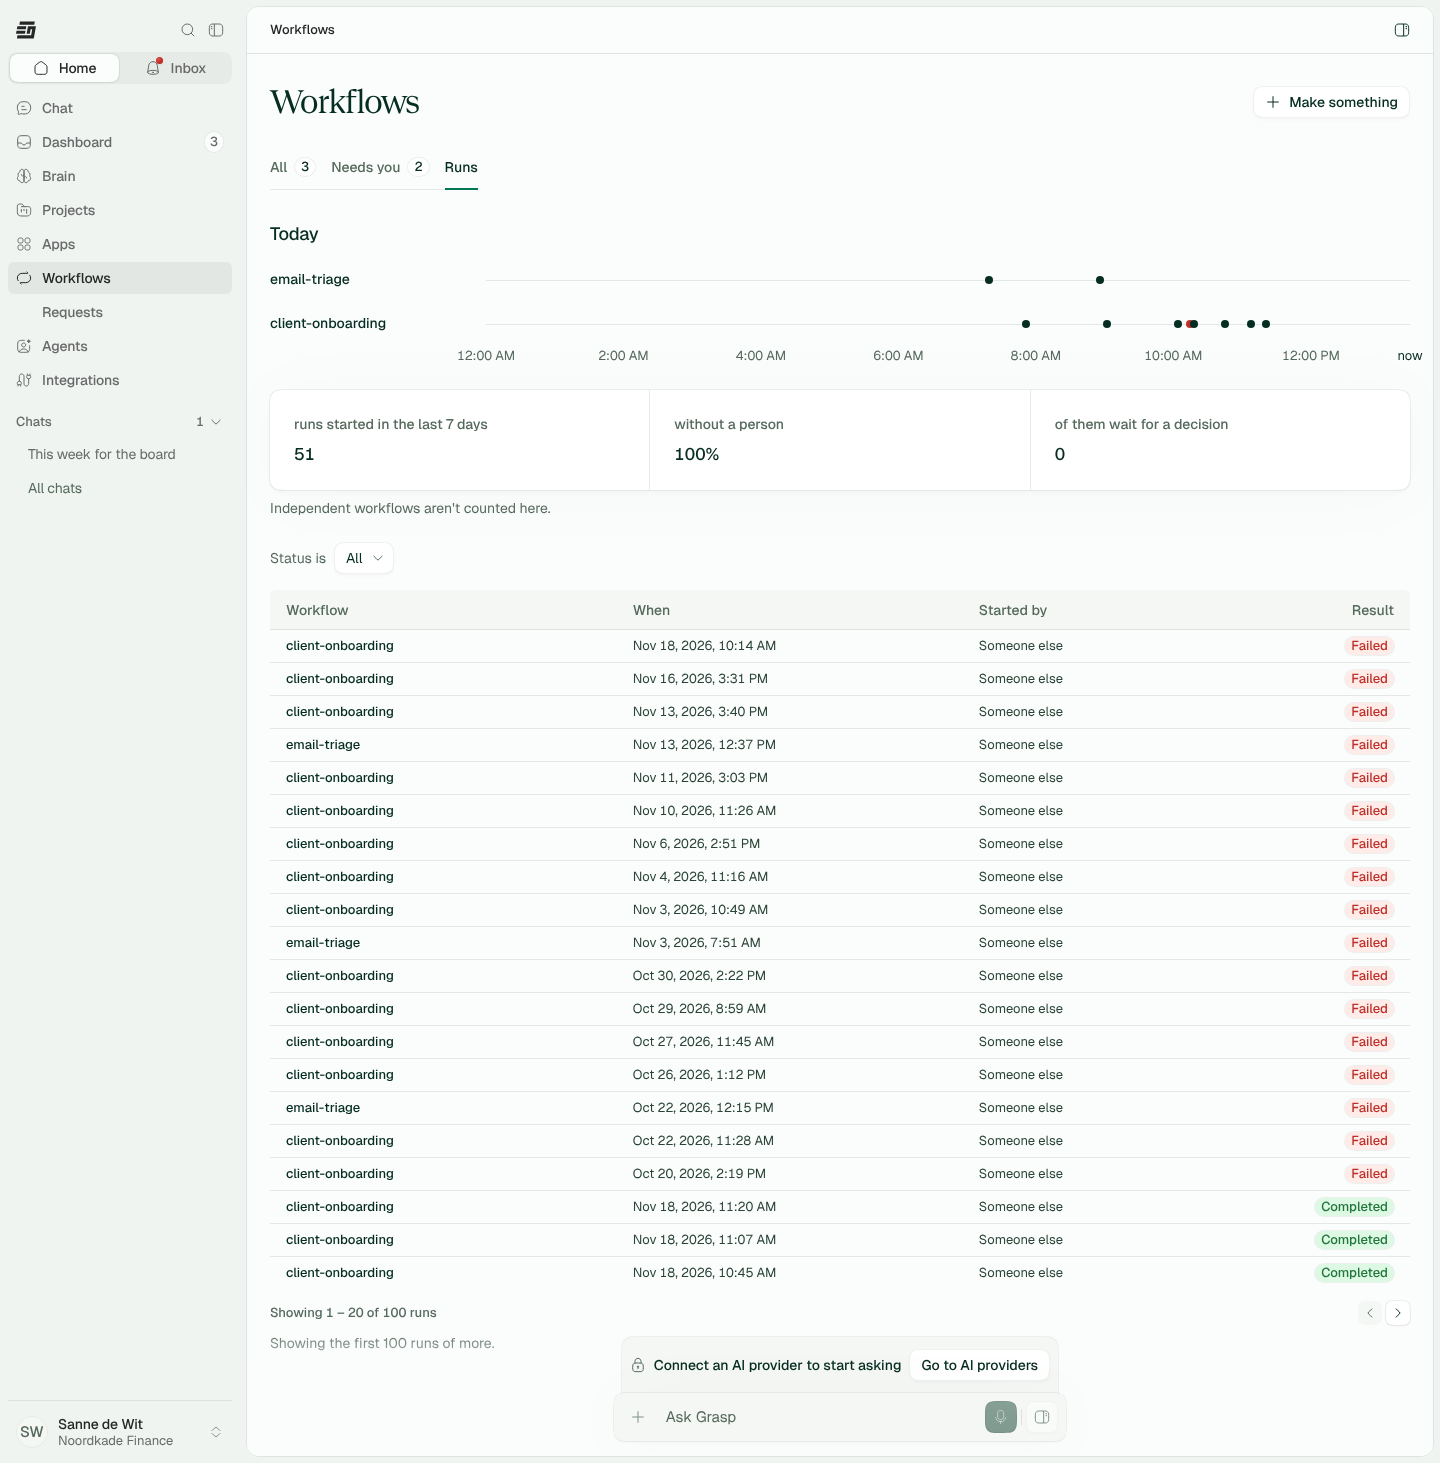 Workflows
Home
Inbox
Chat
Dashboard 3
Brain
Projects
Apps
Workflows
Requests
Agents
Integrations
Chats 1
This week for the board
All chats
SW
Sanne de Wit
Noordkade Finance
Workflows
Make something
All 3 Needs you 2 Runs
Today
email-triage
client-onboarding
12:00 AM 2:00 AM 4:00 AM 6:00 AM 8:00 AM 10:00 AM 12:00 PM now
runs started in the last 7 days
51
without a person
100%
of them wait for a decision
0
Independent workflows aren't counted here.
Status is All
Workflow When Started by Result
client-onboarding Nov 18, 2026, 10:14 AM Someone else Failed
client-onboarding Nov 16, 2026, 3:31 PM Someone else Failed
client-onboarding Nov 13, 2026, 3:40 PM Someone else Failed
email-triage Nov 13, 2026, 12:37 PM Someone else Failed
client-onboarding Nov 11, 2026, 3:03 PM Someone else Failed
client-onboarding Nov 10, 2026, 11:26 AM Someone else Failed
client-onboarding Nov 6, 2026, 2:51 PM Someone else Failed
client-onboarding Nov 4, 2026, 11:16 AM Someone else Failed
client-onboarding Nov 3, 2026, 10:49 AM Someone else Failed
email-triage Nov 3, 2026, 7:51 AM Someone else Failed
client-onboarding Oct 30, 2026, 2:22 PM Someone else Failed
client-onboarding Oct 29, 2026, 8:59 AM Someone else Failed
client-onboarding Oct 27, 2026, 11:45 AM Someone else Failed
client-onboarding Oct 26, 2026, 1:12 PM Someone else Failed
email-triage Oct 22, 2026, 12:15 PM Someone else Failed
client-onboarding Oct 22, 2026, 11:28 AM Someone else Failed
client-onboarding Oct 20, 2026, 2:19 PM Someone else Failed
client-onboarding Nov 18, 2026, 11:20 AM Someone else Completed
client-onboarding Nov 18, 2026, 11:07 AM Someone else Completed
client-onboarding Nov 18, 2026, 10:45 AM Someone else Completed
Showing 1 – 20 of 100 runs
Showing the first 100 runs of more.
Connect an AI provider to start asking Go to AI providers
Ask Grasp